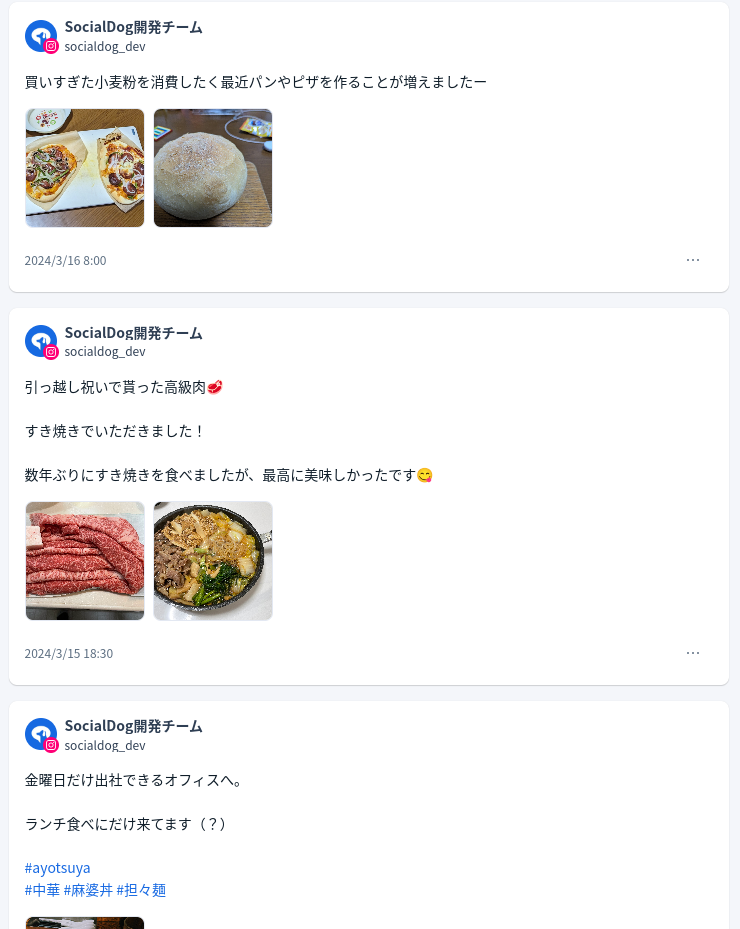 SocialDog開発チーム
socialdog_dev
買いすぎた小麦粉を消費したく最近パンやピザを作ることが増えましたー
2024/3/16 8:00
…
SocialDog開発チーム
socialdog_dev
引っ越し祝いで貰った高級肉🥩
すき焼きでいただきました！
数年ぶりにすき焼きを食べましたが、最高に美味しかったです😋
2024/3/15 18:30
…
SocialDog開発チーム
socialdog_dev
金曜日だけ出社できるオフィスへ。
ランチ食べにだけ来てます（？）
#ayotsuya
#中華 #麻婆丼 #担々麺